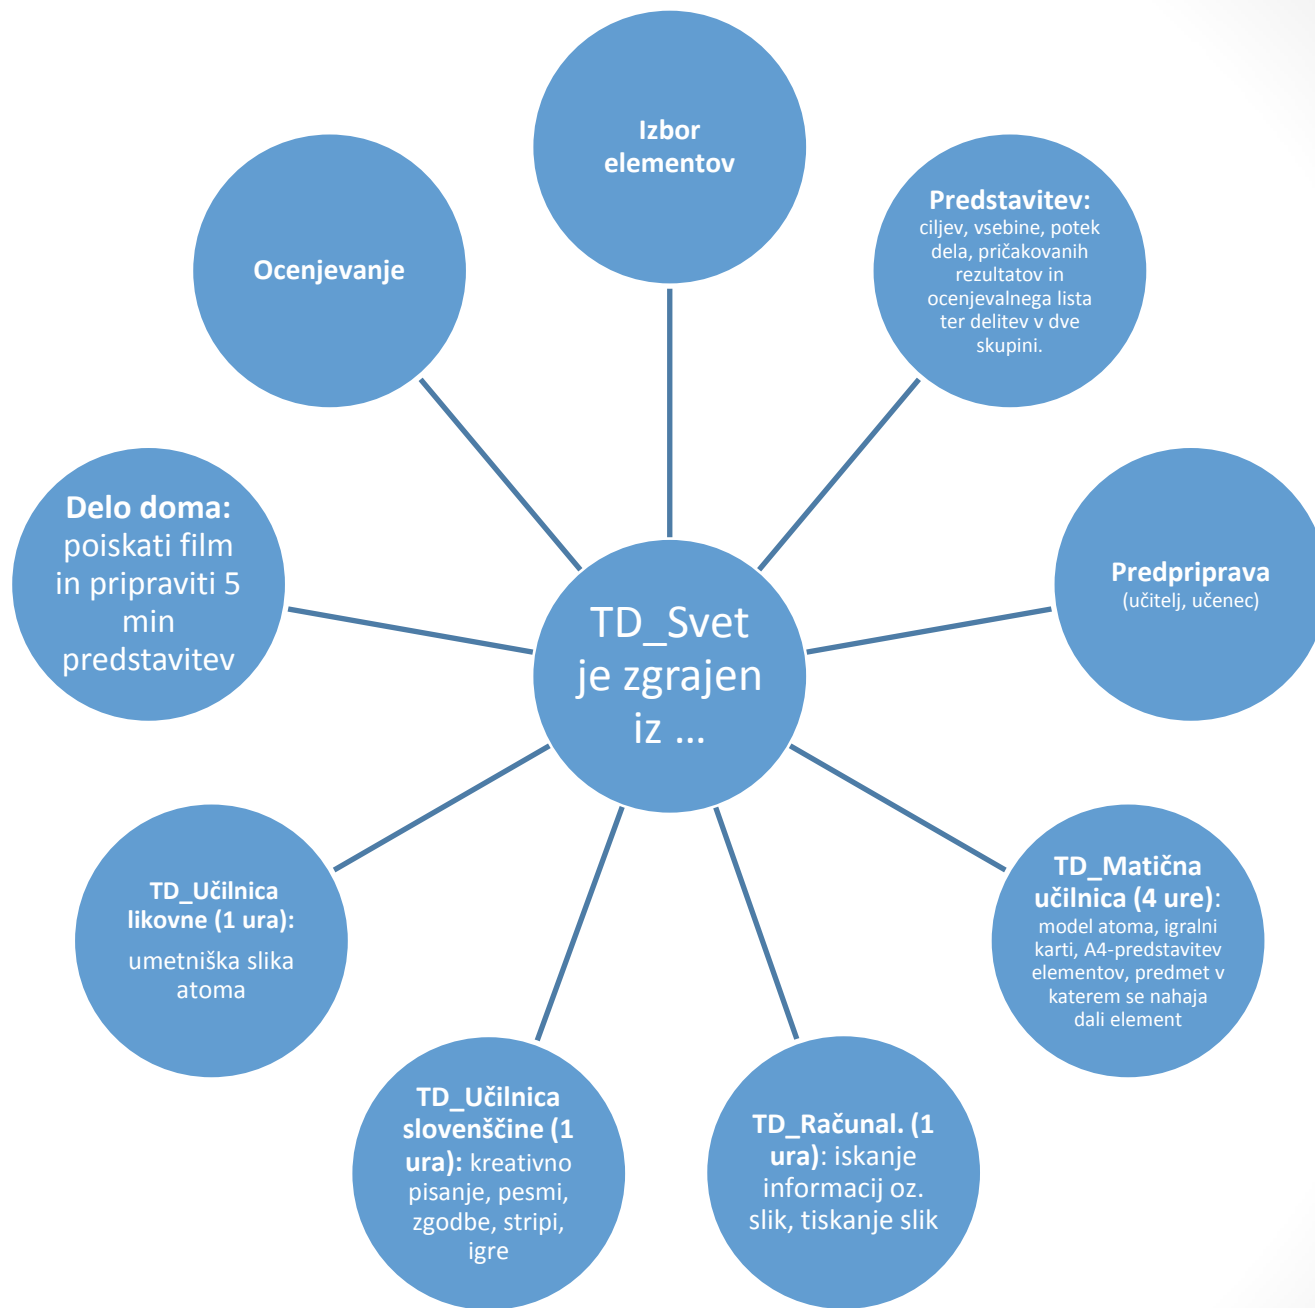 Izbor
elementov
Predstavitev:
ciljev, vsebine, potek
dela, pričakovanih
rezultatov in
ocenjevalnega lista
ter delitev v dve
skupini.
Predpriprava
(učitelj, učenec)
TD_Matična
učilnica (4 ure):
model atoma, igralni
karti, A4-predstavitev
elementov, predmet v
katerem se nahaja
dali element
TD_Računal. (1
ura): iskanje
informacij oz.
slik, tiskanje slik
TD_Učilnica
slovenščine (1
ura): kreativno
pisanje, pesmi,
zgodbe, stripi,
igre
TD_Učilnica
likovne (1 ura):
umetniška slika
atoma
Delo doma:
poiskati film
in pripraviti 5
min
predstavitev
Ocenjevanje
TD_Svet
je zgrajen
iz ...